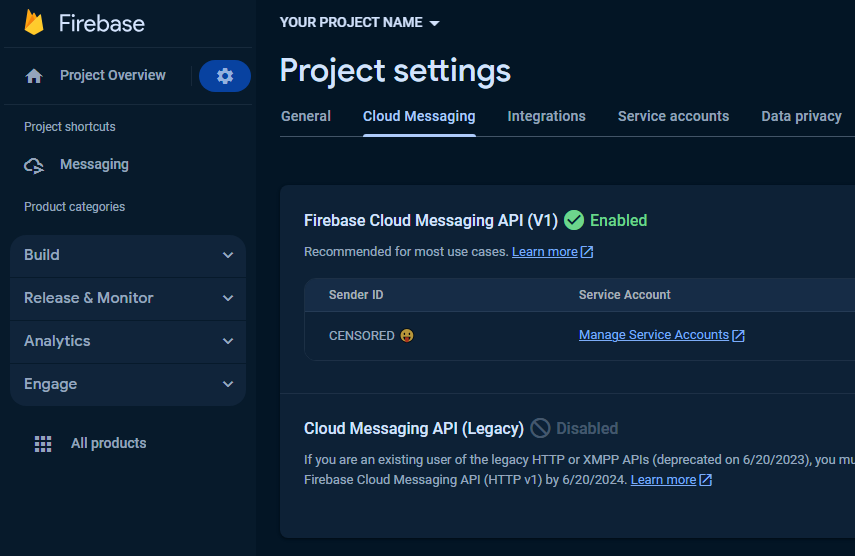 Firebase
Project Overview
Project shortcuts
Messaging
Product categories
Build
Release & Monitor
Analytics
Engage
All products
YOUR PROJECT NAME
Project settings
General Cloud Messaging Integrations Service accounts Data privacy
Firebase Cloud Messaging API (V1) Enabled
Recommended for most use cases. Learn more
Sender ID Service Account
CENSORED 😛 Manage Service Accounts
Cloud Messaging API (Legacy) Disabled
If you are an existing user of the legacy HTTP or XMPP APIs (deprecated on 6/20/2023), you mu
Firebase Cloud Messaging API (HTTP v1) by 6/20/2024. Learn more